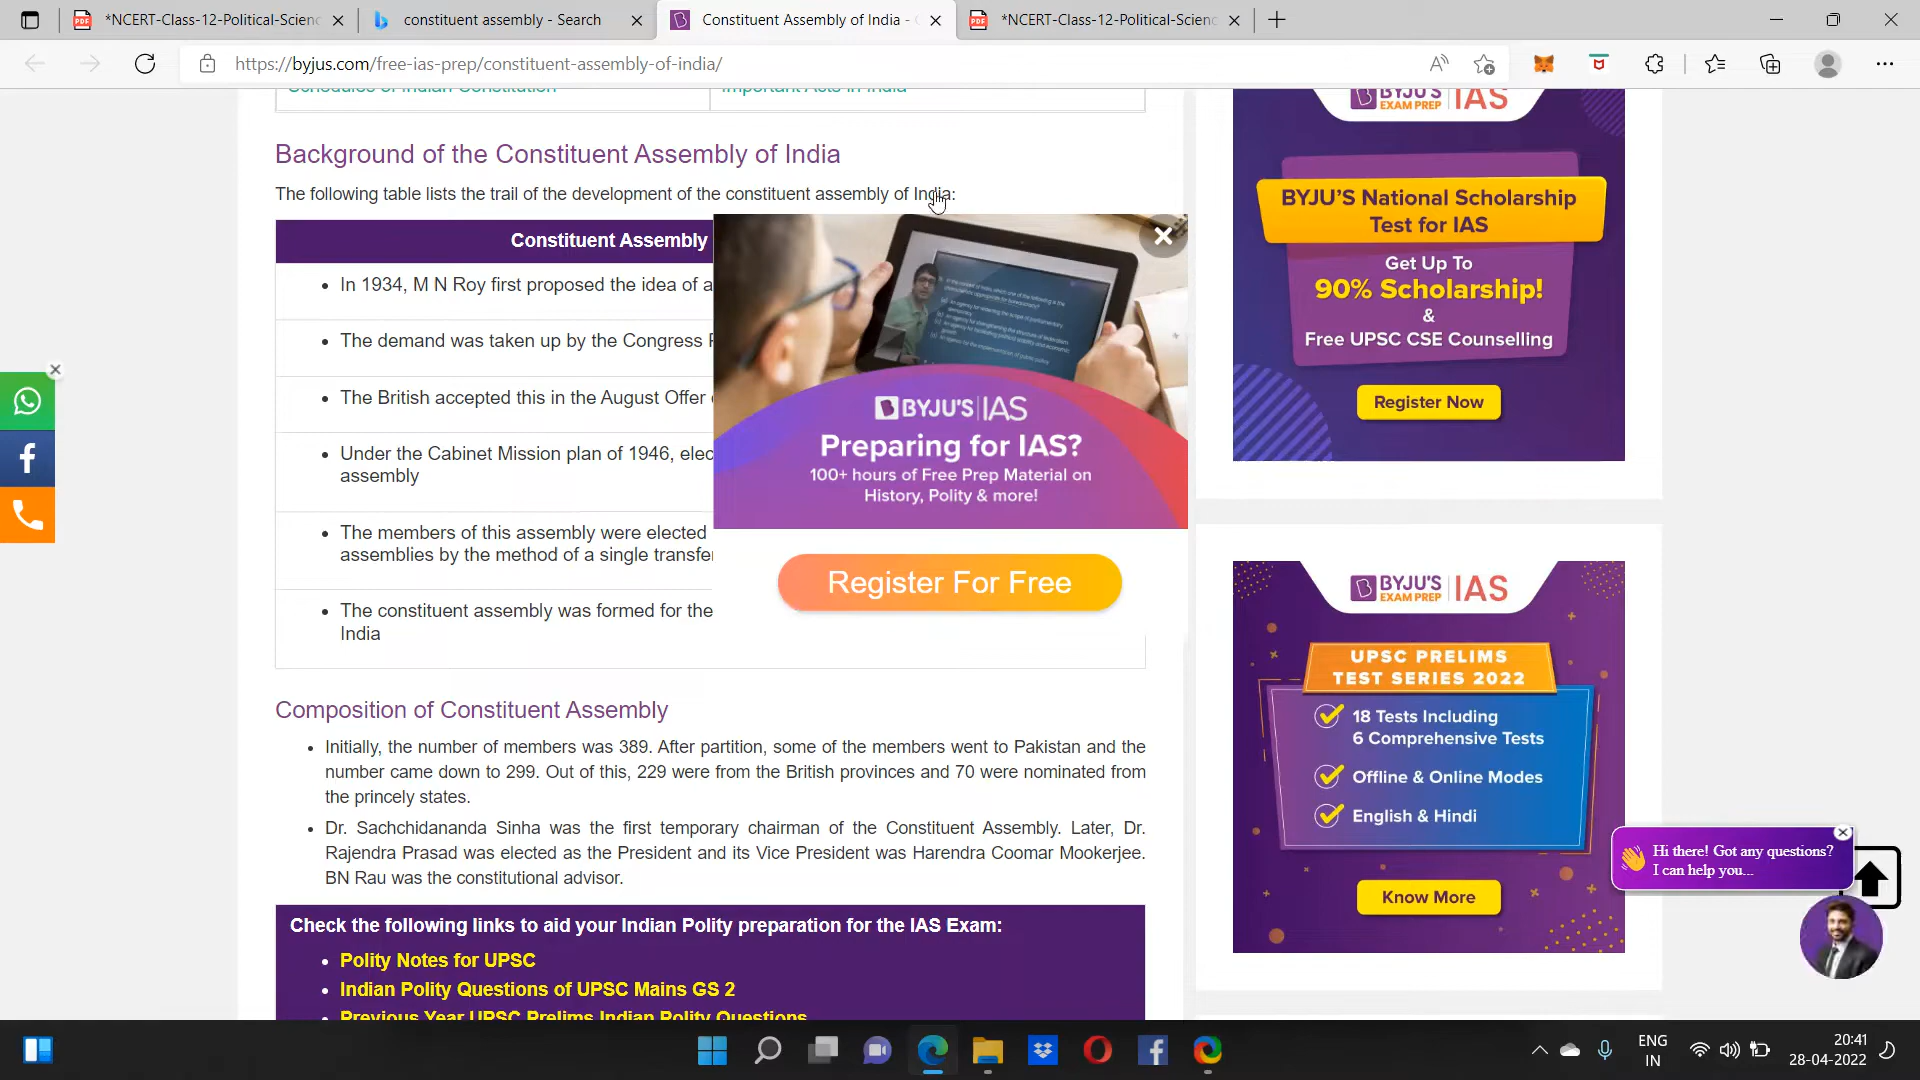 *NCERT-Class-12-Political-Scienc
constituent assembly - Search
Constituent Assembly of India -
*NCERT-Class-12-Political-Scienc
https://byjus.com/free-ias-prep/constituent-assembly-of-india/
Schedules of Indian Constitution
Important Acts in India
Background of the Constituent Assembly of India
The following table lists the trail of the development of the constituent assembly of India:
Constituent Assembly
In 1934, M N Roy first proposed the idea of a
The demand was taken up by the Congress
The British accepted this in the August Offer
Under the Cabinet Mission plan of 1946, elec
assembly
The members of this assembly were elected
assemblies by the method of a single transfer
The constituent assembly was formed for the
India
BYJU'S IAS
Preparing for IAS?
100+ hours of Free Prep Material on
History, Polity & more!
Register For Free
Composition of Constituent Assembly
Initially, the number of members was 389. After partition, some of the members went to Pakistan and the
number came down to 299. Out of this, 229 were from the British provinces and 70 were nominated from
the princely states.
Dr. Sachchidananda Sinha was the first temporary chairman of the Constituent Assembly. Later, Dr.
Rajendra Prasad was elected as the President and its Vice President was Harendra Coomar Mookerjee.
BN Rau was the constitutional advisor.
Check the following links to aid your Indian Polity preparation for the IAS Exam:
Polity Notes for UPSC
Indian Polity Questions of UPSC Mains GS 2
Previous Year UPSC Prelims Indian Polity Questions
BYJU'S
EXAM PREP
IAS
BYJU'S National Scholarship
Test for IAS
Get Up To
90% Scholarship!
&
Free UPSC CSE Counselling
Register Now
BYJU'S
EXAM PREP
IAS
UPSC PRELIMS
TEST SERIES 2022
18 Tests Including
6 Comprehensive Tests
Offline & Online Modes
English & Hindi
Know More
Hi there! Got any questions?
I can help you...
ENG
IN
20:41
28-04-2022